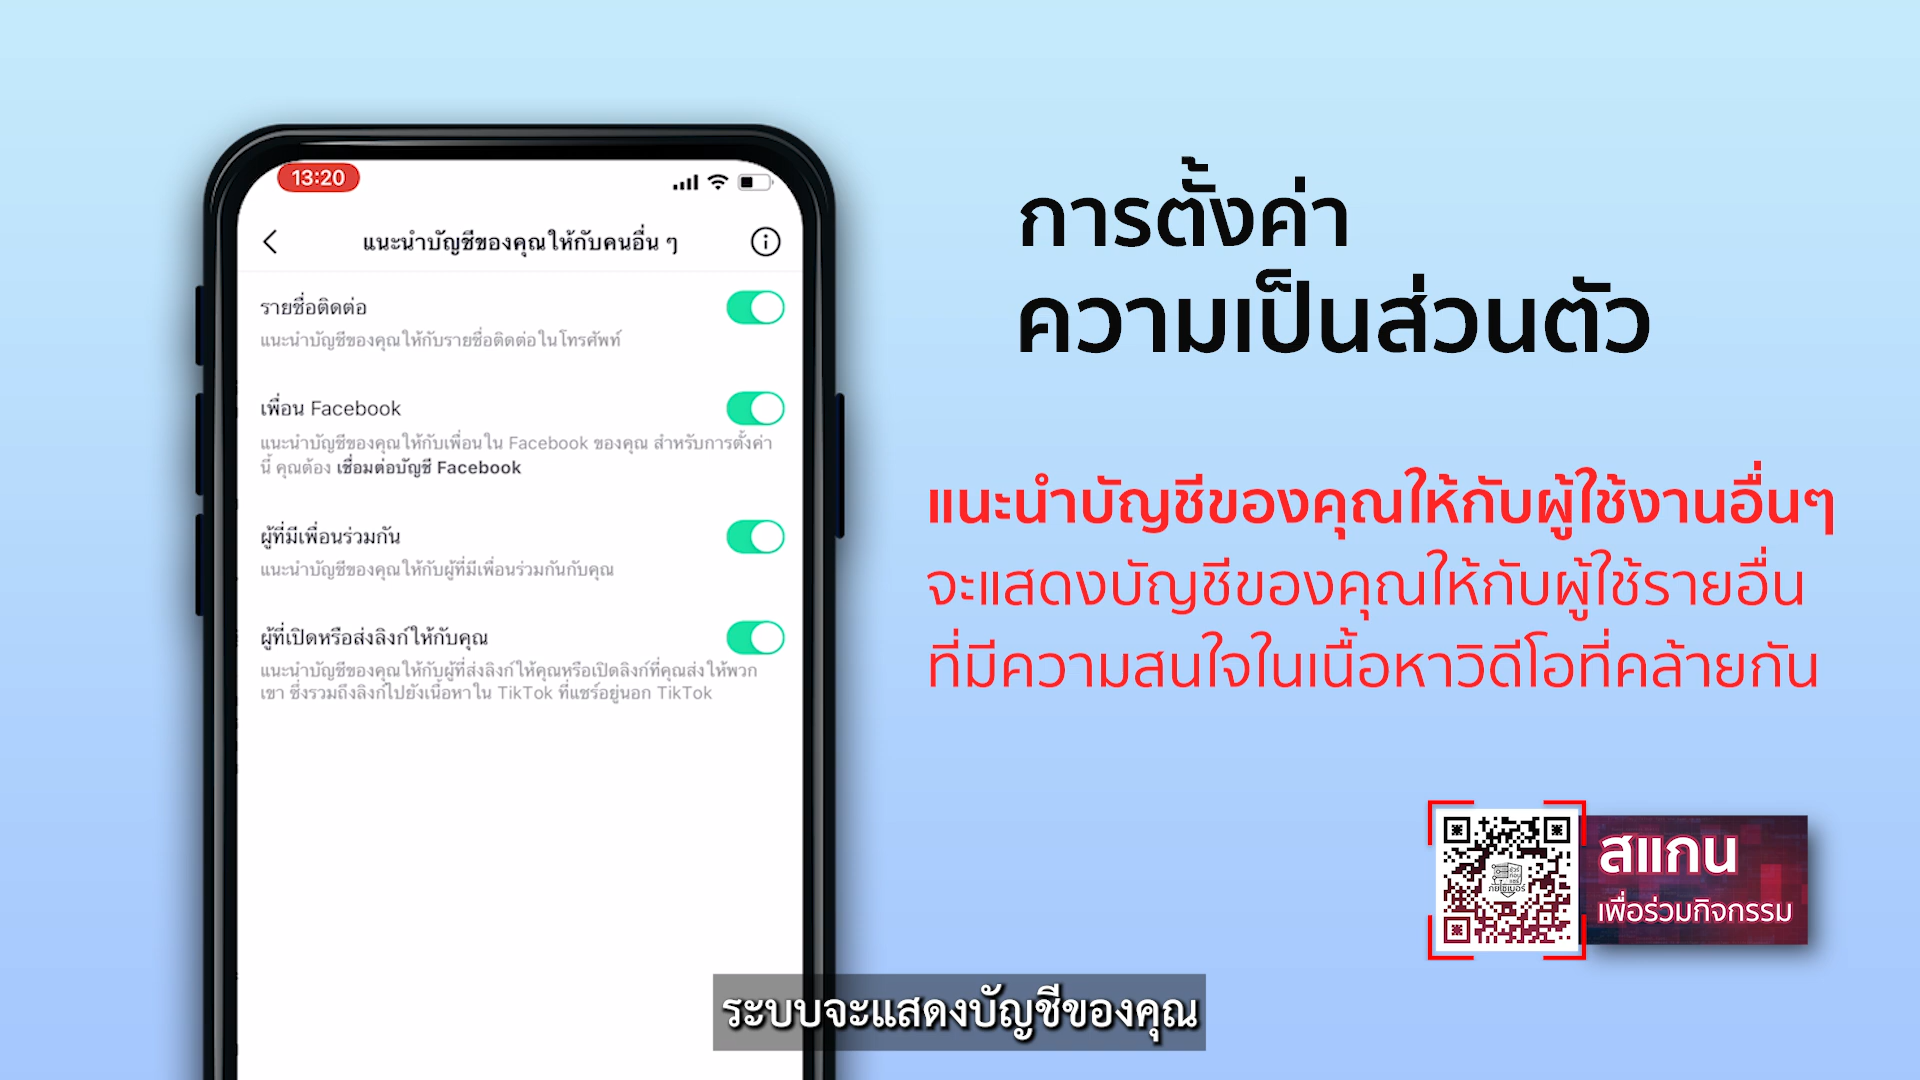 13:20
แนะนำบัญชีของคุณให้กับคนอื่น ๆ
รายชื่อติดต่อ
แนะนำบัญชีของคุณให้กับรายชื่อติดต่อในโทรศัพท์
เพื่อน Facebook
แนะนำบัญชีของคุณให้กับเพื่อนใน Facebook ของคุณ สำหรับการตั้งค่า
นี้ คุณต้อง เชื่อมต่อบัญชี Facebook
ผู้ที่มีเพื่อนร่วมกัน
แนะนำบัญชีของคุณให้กับผู้ที่มีเพื่อนร่วมกันกับคุณ
ผู้ที่เปิดหรือส่งลิงก์ให้กับคุณ
แนะนำบัญชีของคุณให้กับผู้ที่ส่งลิงก์ให้คุณหรือเปิดลิงก์ที่คุณส่งให้พวก
เขา ซึ่งรวมถึงลิงก์ไปยังเนื้อหาใน TikTok ที่แชร์อยู่นอก TikTok
การตั้งค่า
ความเป็นส่วนตัว
แนะนำบัญชีของคุณให้กับผู้ใช้งานอื่นๆ
จะแสดงบัญชีของคุณให้กับผู้ใช้รายอื่น
ที่มีความสนใจในเนื้อหาวิดีโอที่คล้ายกัน
ภัยไซเบอร์
สแกน
เพื่อร่วมกิจกรรม
ระบบจะแสดงบัญชีของคุณ